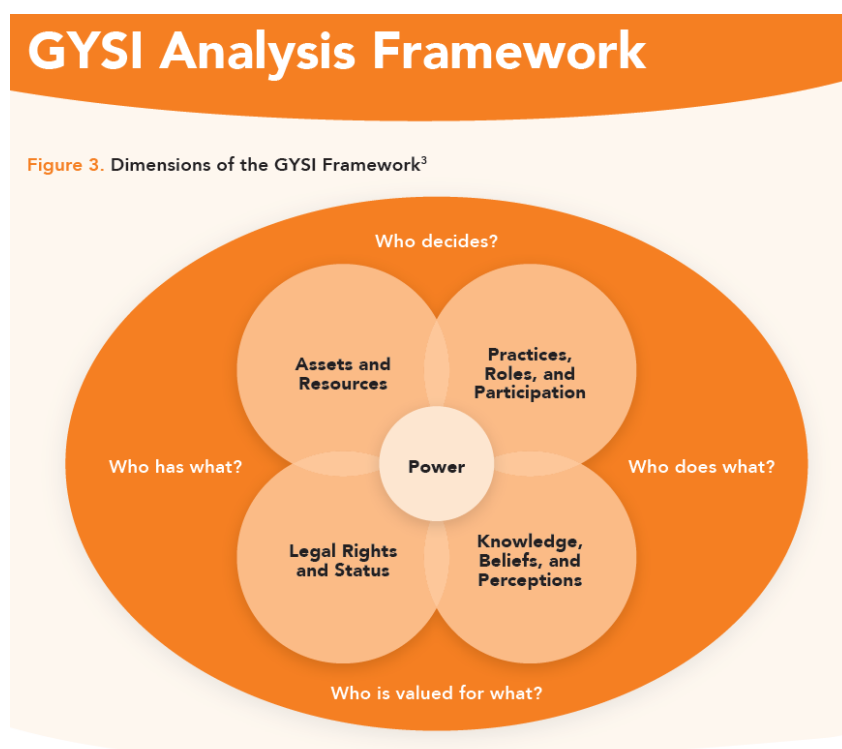 GYSI Analysis Framework
Figure 3. Dimensions of the GYSI Framework³
Who decides?
Assets and
Resources
Practices,
Roles, and
Participation
Who has what?
Power
Who does what?
Legal Rights
and Status
Knowledge,
Beliefs, and
Perceptions
Who is valued for what?